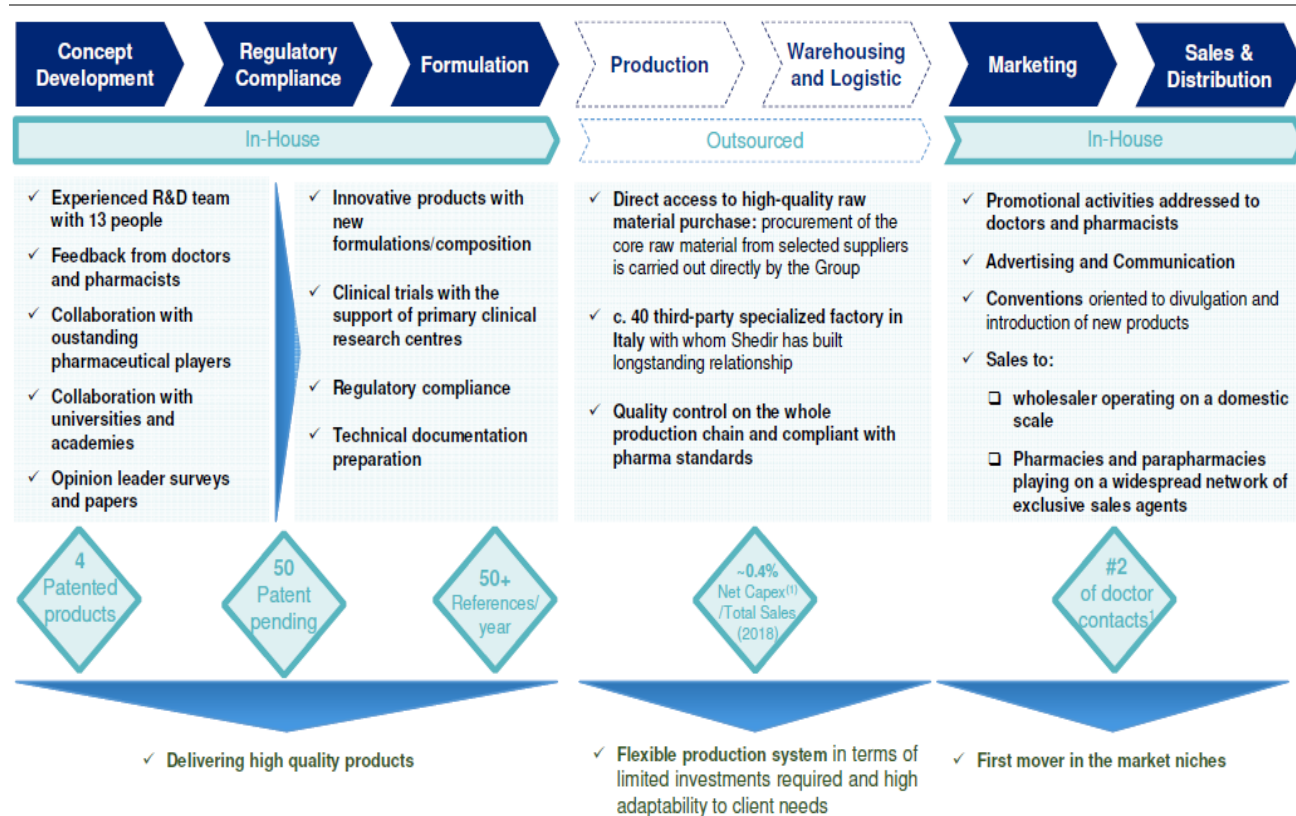 Concept
Development
Regulatory
Compliance
Formulation
Production
Warehousing
and Logistic
Marketing
Sales &
Distribution
In-House
Outsourced
In-House
✓ Experienced R&D team
with 13 people
✓ Feedback from doctors
and pharmacists
✓ Collaboration with
oustanding
pharmaceutical players
✓ Collaboration with
universities and
academies
✓ Opinion leader surveys
and papers
✓ Innovative products with
new
formulations/composition
✓ Clinical trials with the
support of primary clinical
research centres
✓ Regulatory compliance
✓ Technical documentation
preparation
✓ Direct access to high-quality raw
material purchase: procurement of the
core raw material from selected suppliers
is carried out directly by the Group
✓ c. 40 third-party specialized factory in
Italy with whom Shedir has built
longstanding relationship
✓ Quality control on the whole
production chain and compliant with
pharma standards
✓ Promotional activities addressed to
doctors and pharmacists
✓ Advertising and Communication
✓ Conventions oriented to divulgation and
introduction of new products
✓ Sales to:
❑ wholesaler operating on a domestic
scale
❑ Pharmacies and parapharmacies
playing on a widespread network of
exclusive sales agents
4
Patented
products
50
Patent
pending
50+
References/
year
~0.4%
Net Capex(1)
/Total Sales
(2018)
#2
of doctor
contacts1
✓ Delivering high quality products
✓ Flexible production system in terms of
limited investments required and high
adaptability to client needs
✓ First mover in the market niches